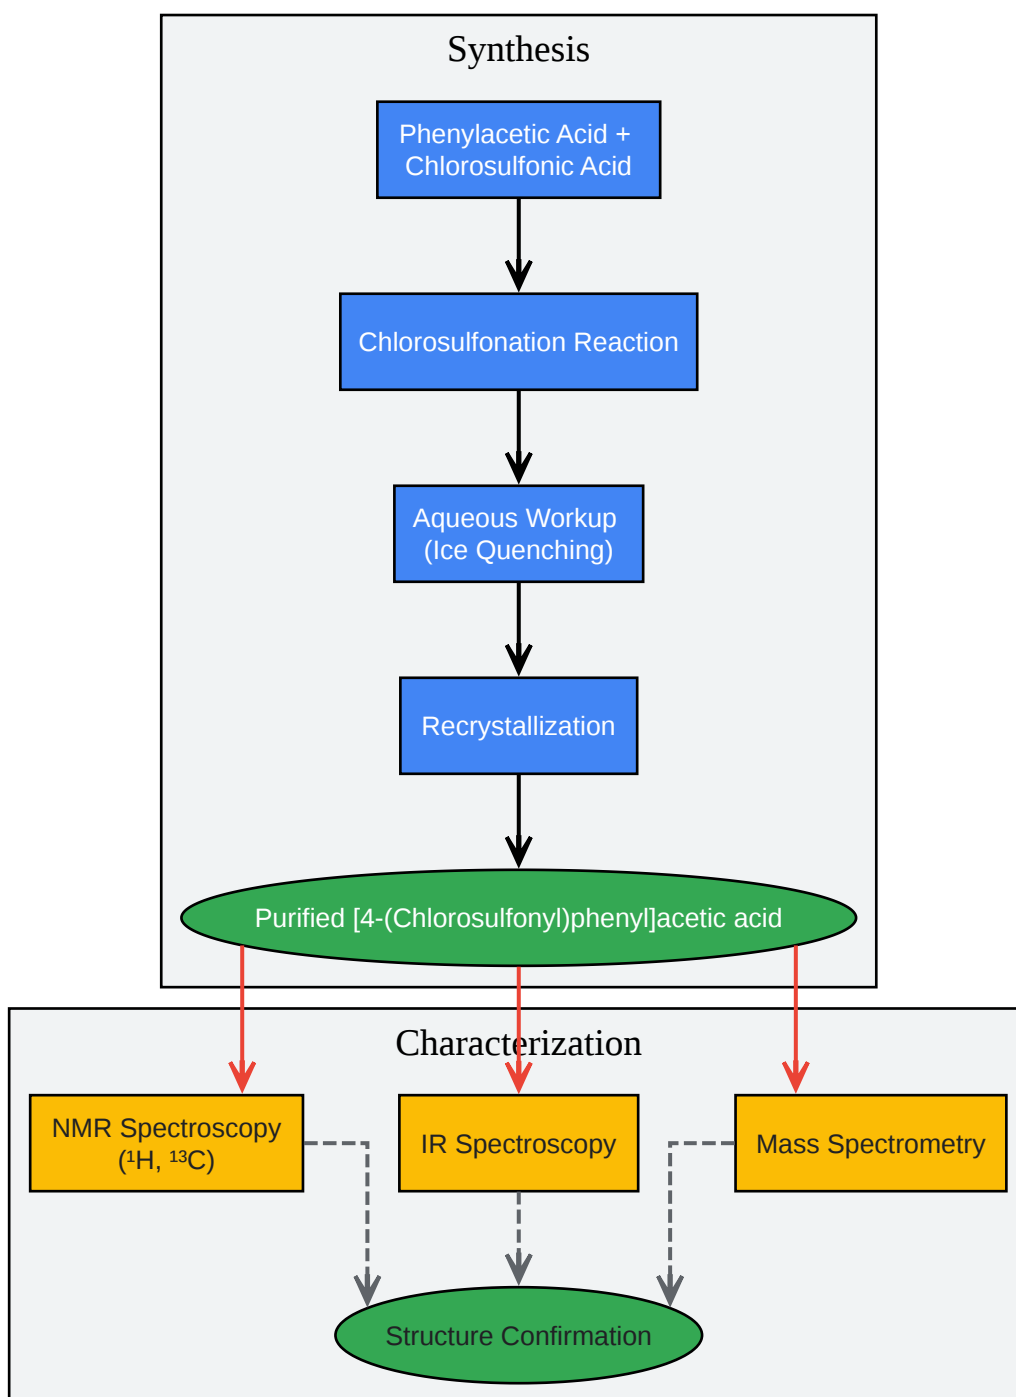 Synthesis
Phenylacetic Acid +
Chlorosulfonic Acid
Chlorosulfonation Reaction
Aqueous Workup
(Ice Quenching)
Recrystallization
Purified [4-(Chlorosulfonyl)phenyl]acetic acid
Characterization
NMR Spectroscopy
(¹H, ¹³C)
IR Spectroscopy
Mass Spectrometry
Structure Confirmation